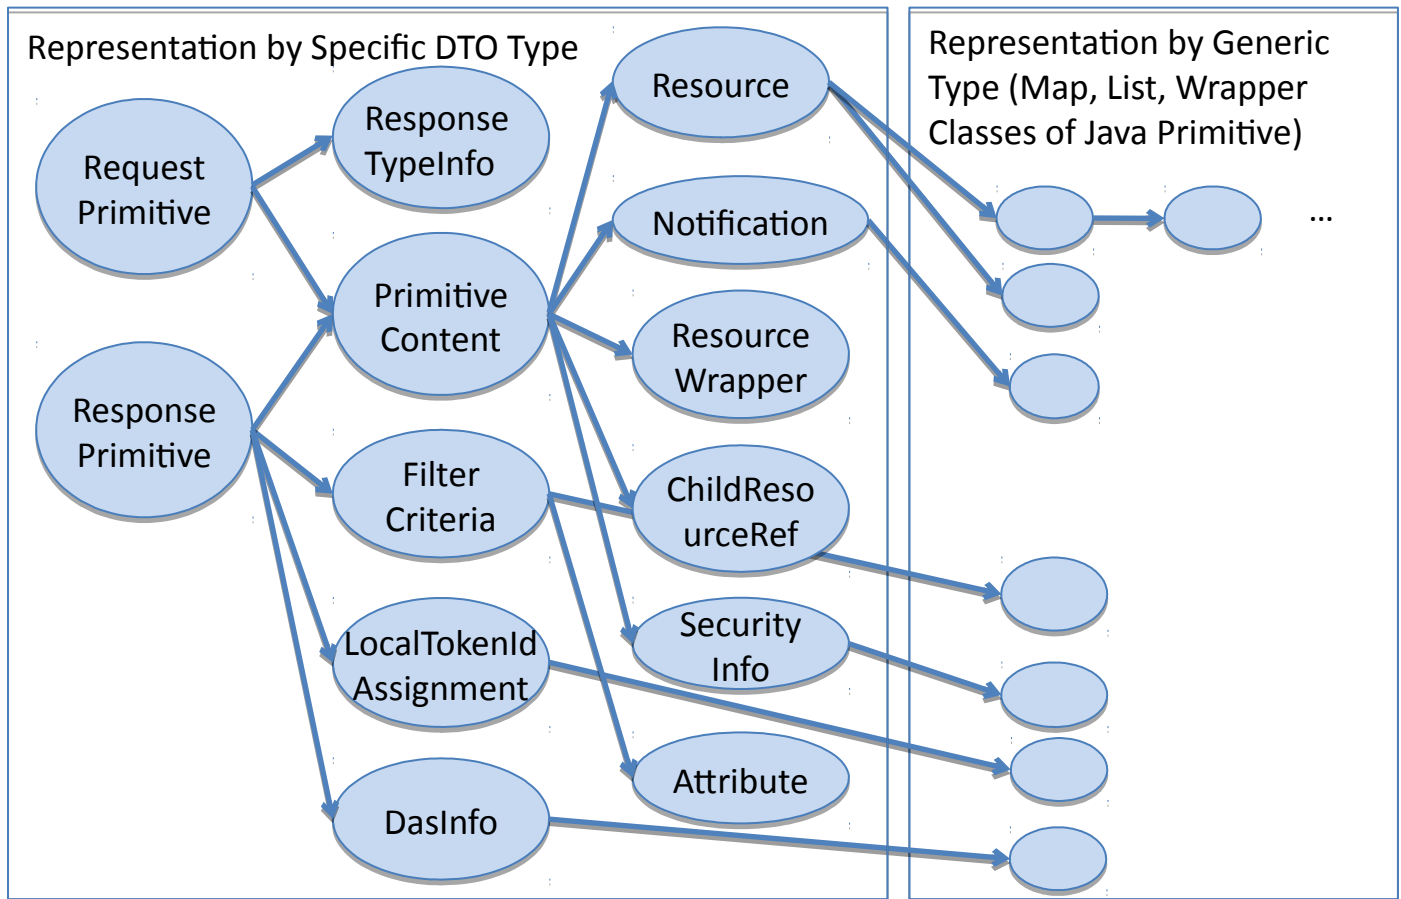 Representation by Specific DTO Type
Request
Primitive
Response
Primitive
Response
TypeInfo
Primitive
Content
Filter
Criteria
LocalTokenId
Assignment
DasInfo
Resource
Notification
Resource
Wrapper
ChildReso
urceRef
Security
Info
Attribute
Representation by Generic
Type (Map, List, Wrapper
Classes of Java Primitive)
...